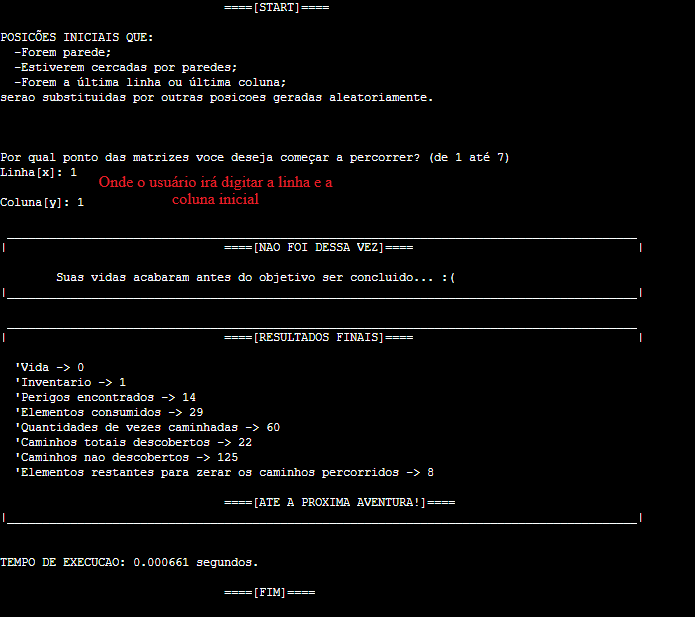 ====[START]====
POSICÕES INICIAIS QUE:
-Forem parede;
-Estiverem cercadas por paredes;
-Forem a última linha ou última coluna;
serao substituidas por outras posicoes geradas aleatoriamente.
Por qual ponto das matrizes voce deseja começar a percorrer? (de 1 até 7)
Linha[x]: 1
Onde o usuário irá digitar a linha e a
coluna inicial
Coluna[y]: 1
====[NAO FOI DESSA VEZ]====
Suas vidas acabaram antes do objetivo ser concluido... :(
====[RESULTADOS FINAIS]====
'Vida -> 0
'Inventario -> 1
'Perigos encontrados -> 14
'Elementos consumidos -> 29
'Quantidades de vezes caminhadas -> 60
'Caminhos totais descobertos -> 22
'Caminhos nao descobertos -> 125
'Elementos restantes para zerar os caminhos percorridos -> 8
====[ATE A PROXIMA AVENTURA!]====
TEMPO DE EXECUCAO: 0.000661 segundos.
====[FIM]====